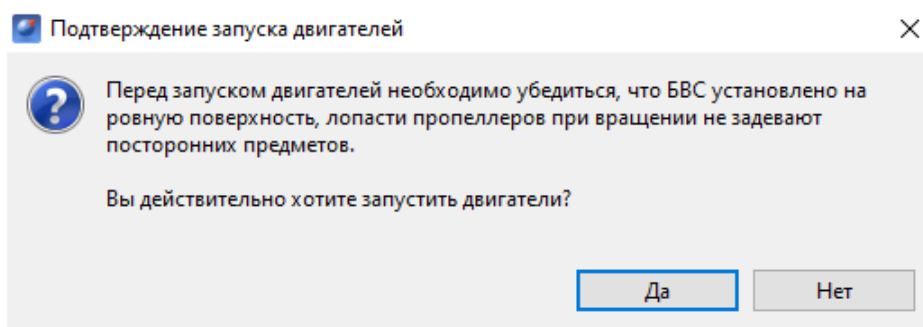 Подтверждение запуска двигателей
Перед запуском двигателей необходимо убедиться, что БВС установлено на
ровную поверхность, лопасти пропеллеров при вращении не задевают
посторонних предметов.
Вы действительно хотите запустить двигатели?
Да
Нет